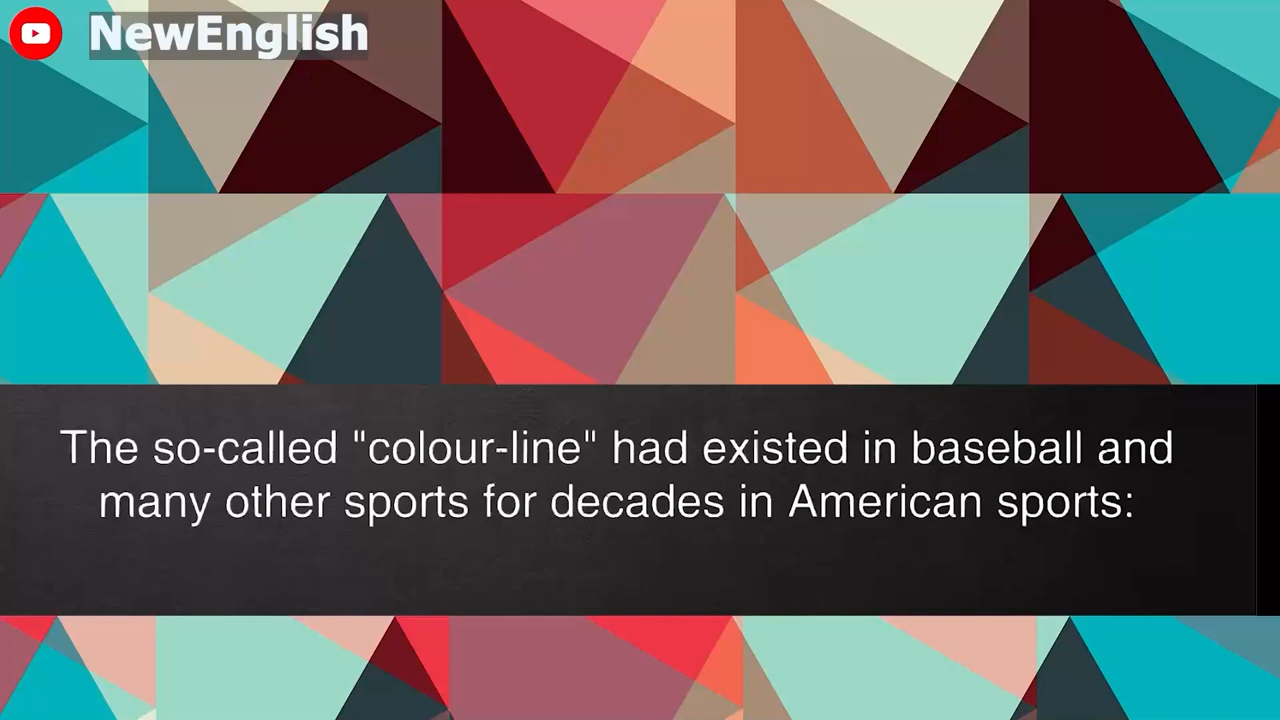 NewEnglish
The so-called "colour-line" had existed in baseball and
many other sports for decades in American sports: